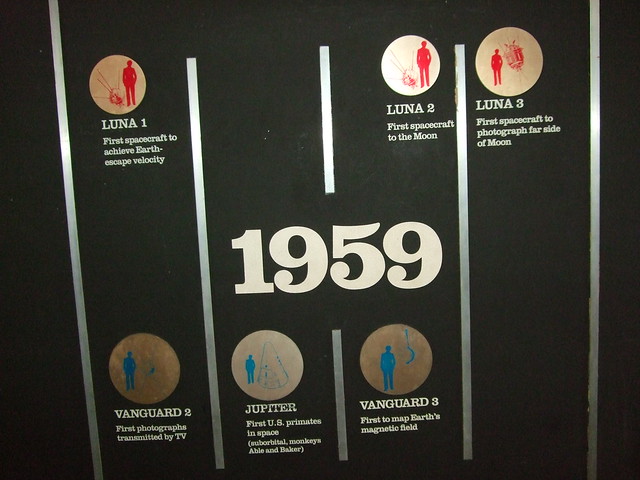 LUNA 1
First spacecraft to
achieve Earth-
escape velocity
LUNA 2
First spacecraft
to the Moon
LUNA 3
First spacecraft to
photograph far side
of Moon
1959
VANGUARD 2
First photographs
transmitted by TV
JUPITER
First U.S. primates
in space
(suborbital, monkeys
Able and Baker)
VANGUARD 3
First to map Earth's
magnetic field